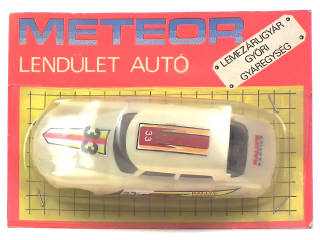 METEOR
LENDÜLET AUTÓ
LEMEZÁRUGYÁR
GYŐRI
GYÁREGYSÉG
33
33